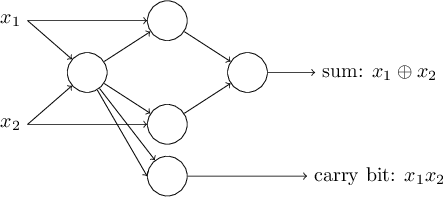 x₁
sum: x₁ ⊕ x₂
x₂
carry bit: x₁x₂